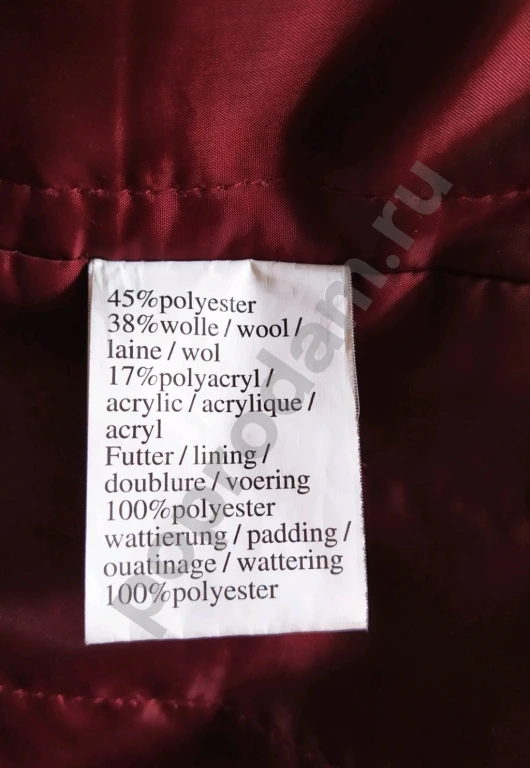 45%polyester
38%wolle / wool /
laine / wol
17%polyacryl /
acrylic / acrylique /
acryl
Futter / lining /
doublure / voering
100%polyester
wattierung / padding /
ouatinage / wattering
100%polyester
poprodam.ru